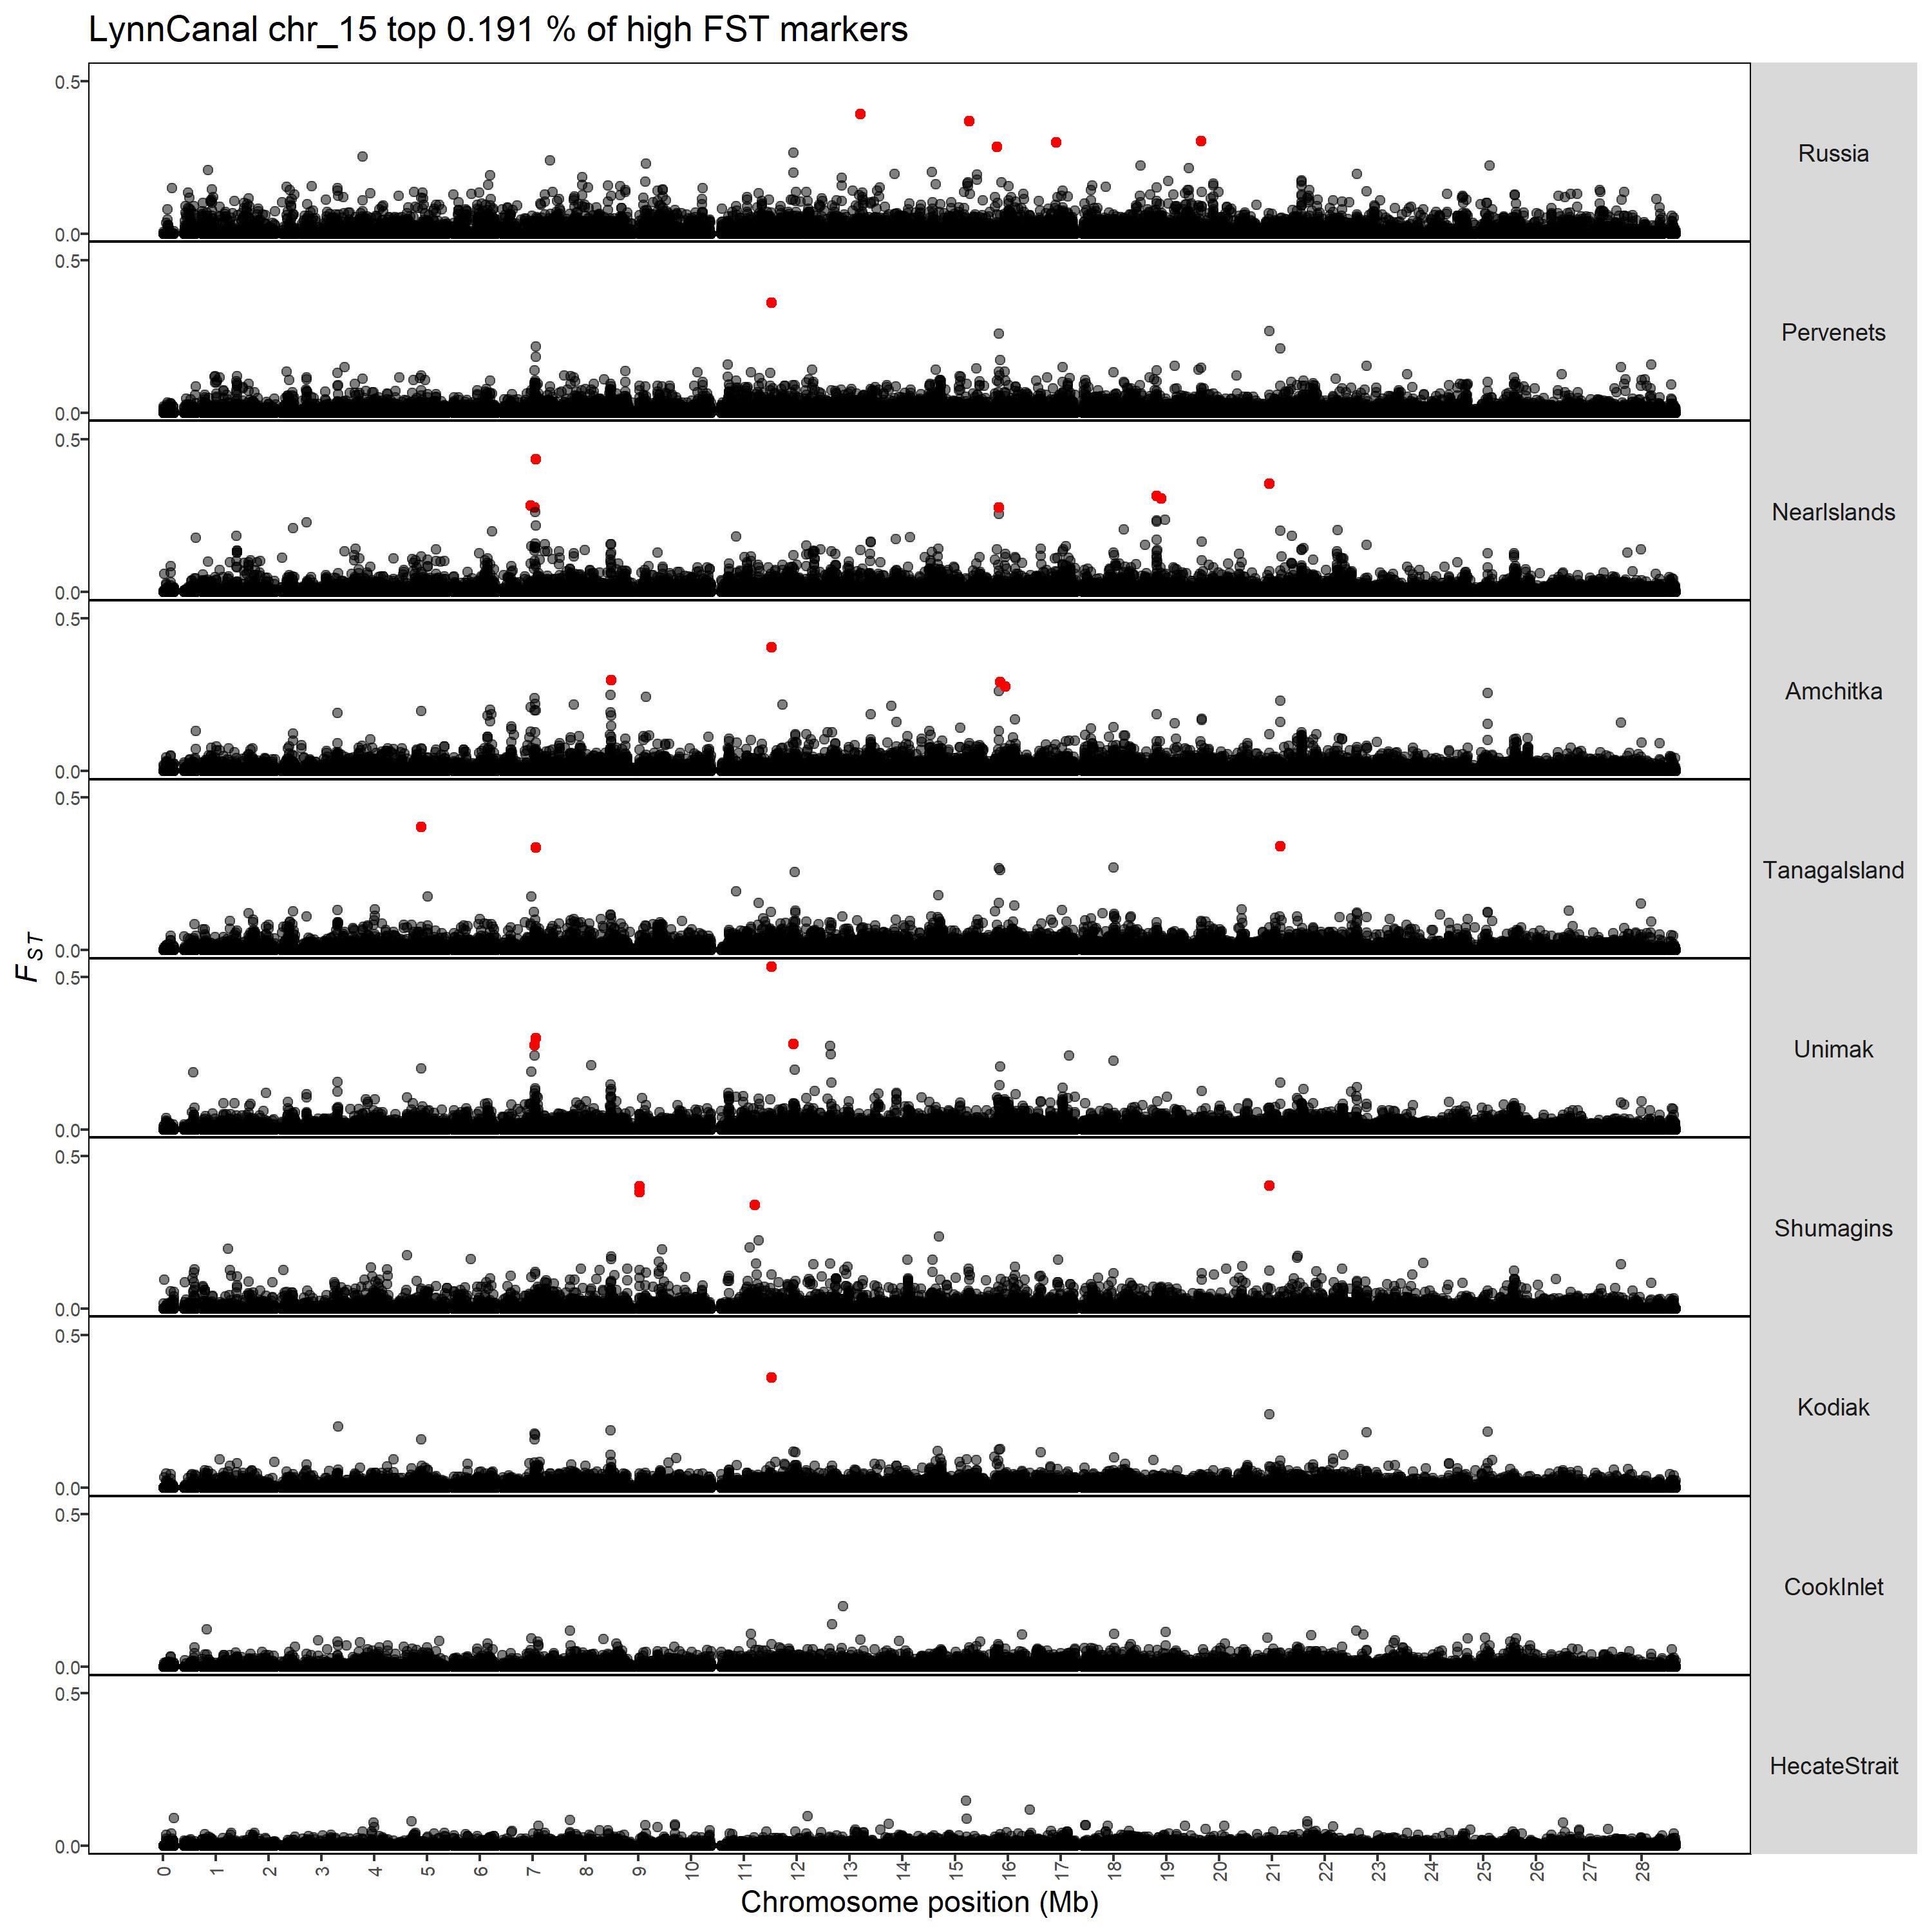 LynnCanal chr_15 top 0.191 % of high FST markers
0.5
0.0
Russia
0.5
0.0
Pervenets
0.5
0.0
NearIslands
0.5
0.0
Amchitka
0.5
0.0
TanagaIsland
0.5
0.0
Unimak
0.5
0.0
Shumagins
0.5
0.0
Kodiak
0.5
0.0
CookInlet
0.5
0.0
HecateStrait
FST
0 1 2 3 4 5 6 7 8 9 10 11 12 13 14 15 16 17 18 19 20 21 22 23 24 25 26 27 28
Chromosome position (Mb)